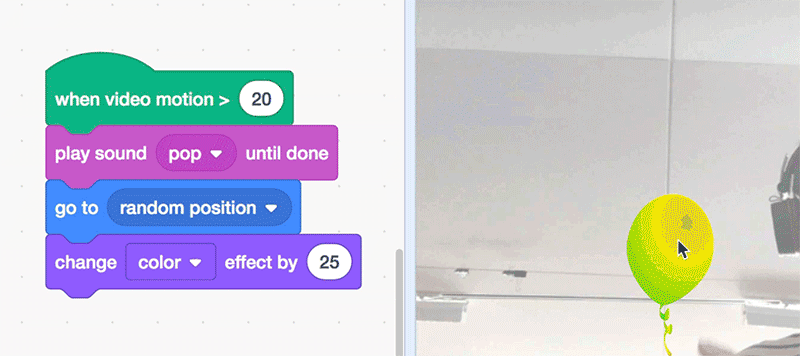 when video motion > 20
play sound pop until done
go to random position
change color effect by 25